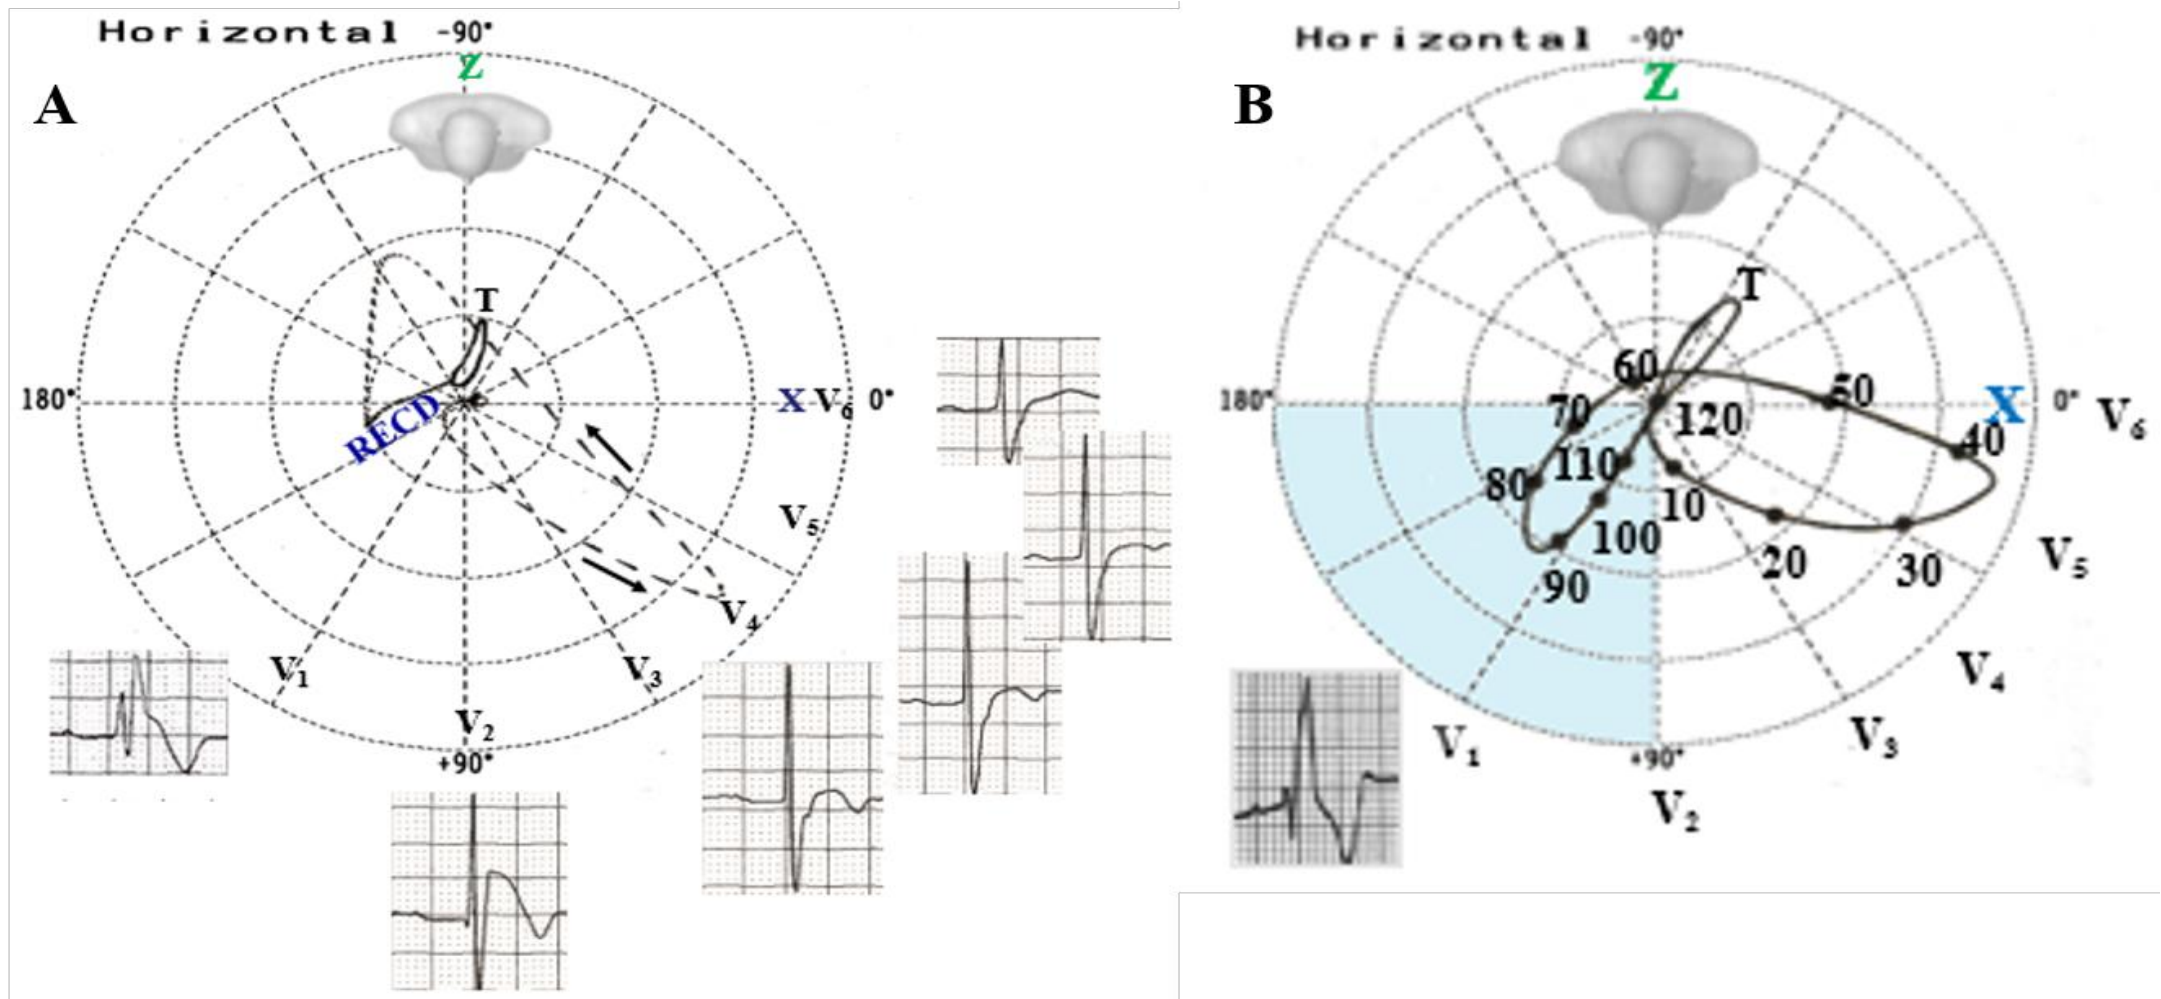 Horizontal -90°
Z
A
T
180°
RECD
X V₆ 0°
V₅
V₄
V₁
V₃
V₂
+90°
Horizontal -90°
Z
B
T
60
50
180°
70
120
X
0°
V₆
40
80
110
10
100
20
30
90
V₅
V₄
V₁
V₃
+90°
V₂